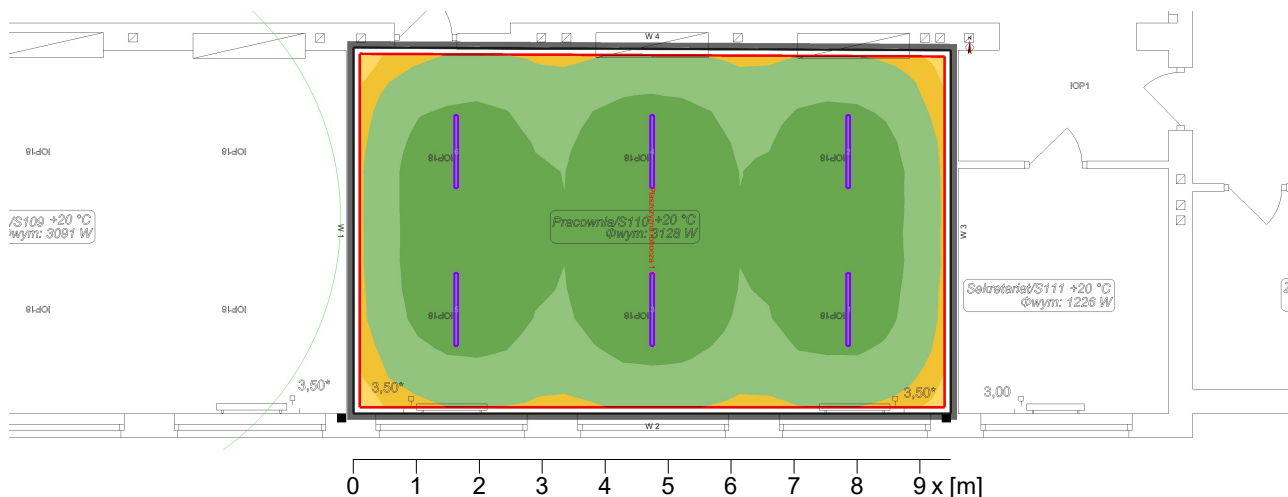 W 4
IOP1
IOP18
IOP18
IOP18
IOP18
IOP18
/S109 +20 °C
wym: 3091 W
W 1
Pracownia/S110 +20 °C
Φwym: 3128 W
W 3
Sekretariat/S111 +20 °C
Φwym: 1226 W
2
IOP18
IOP18
IOP18
IOP18
IOP18
3,50*
3,50*
3,50*
3,00
W 2
0 1 2 3 4 5 6 7 8 9 x [m]